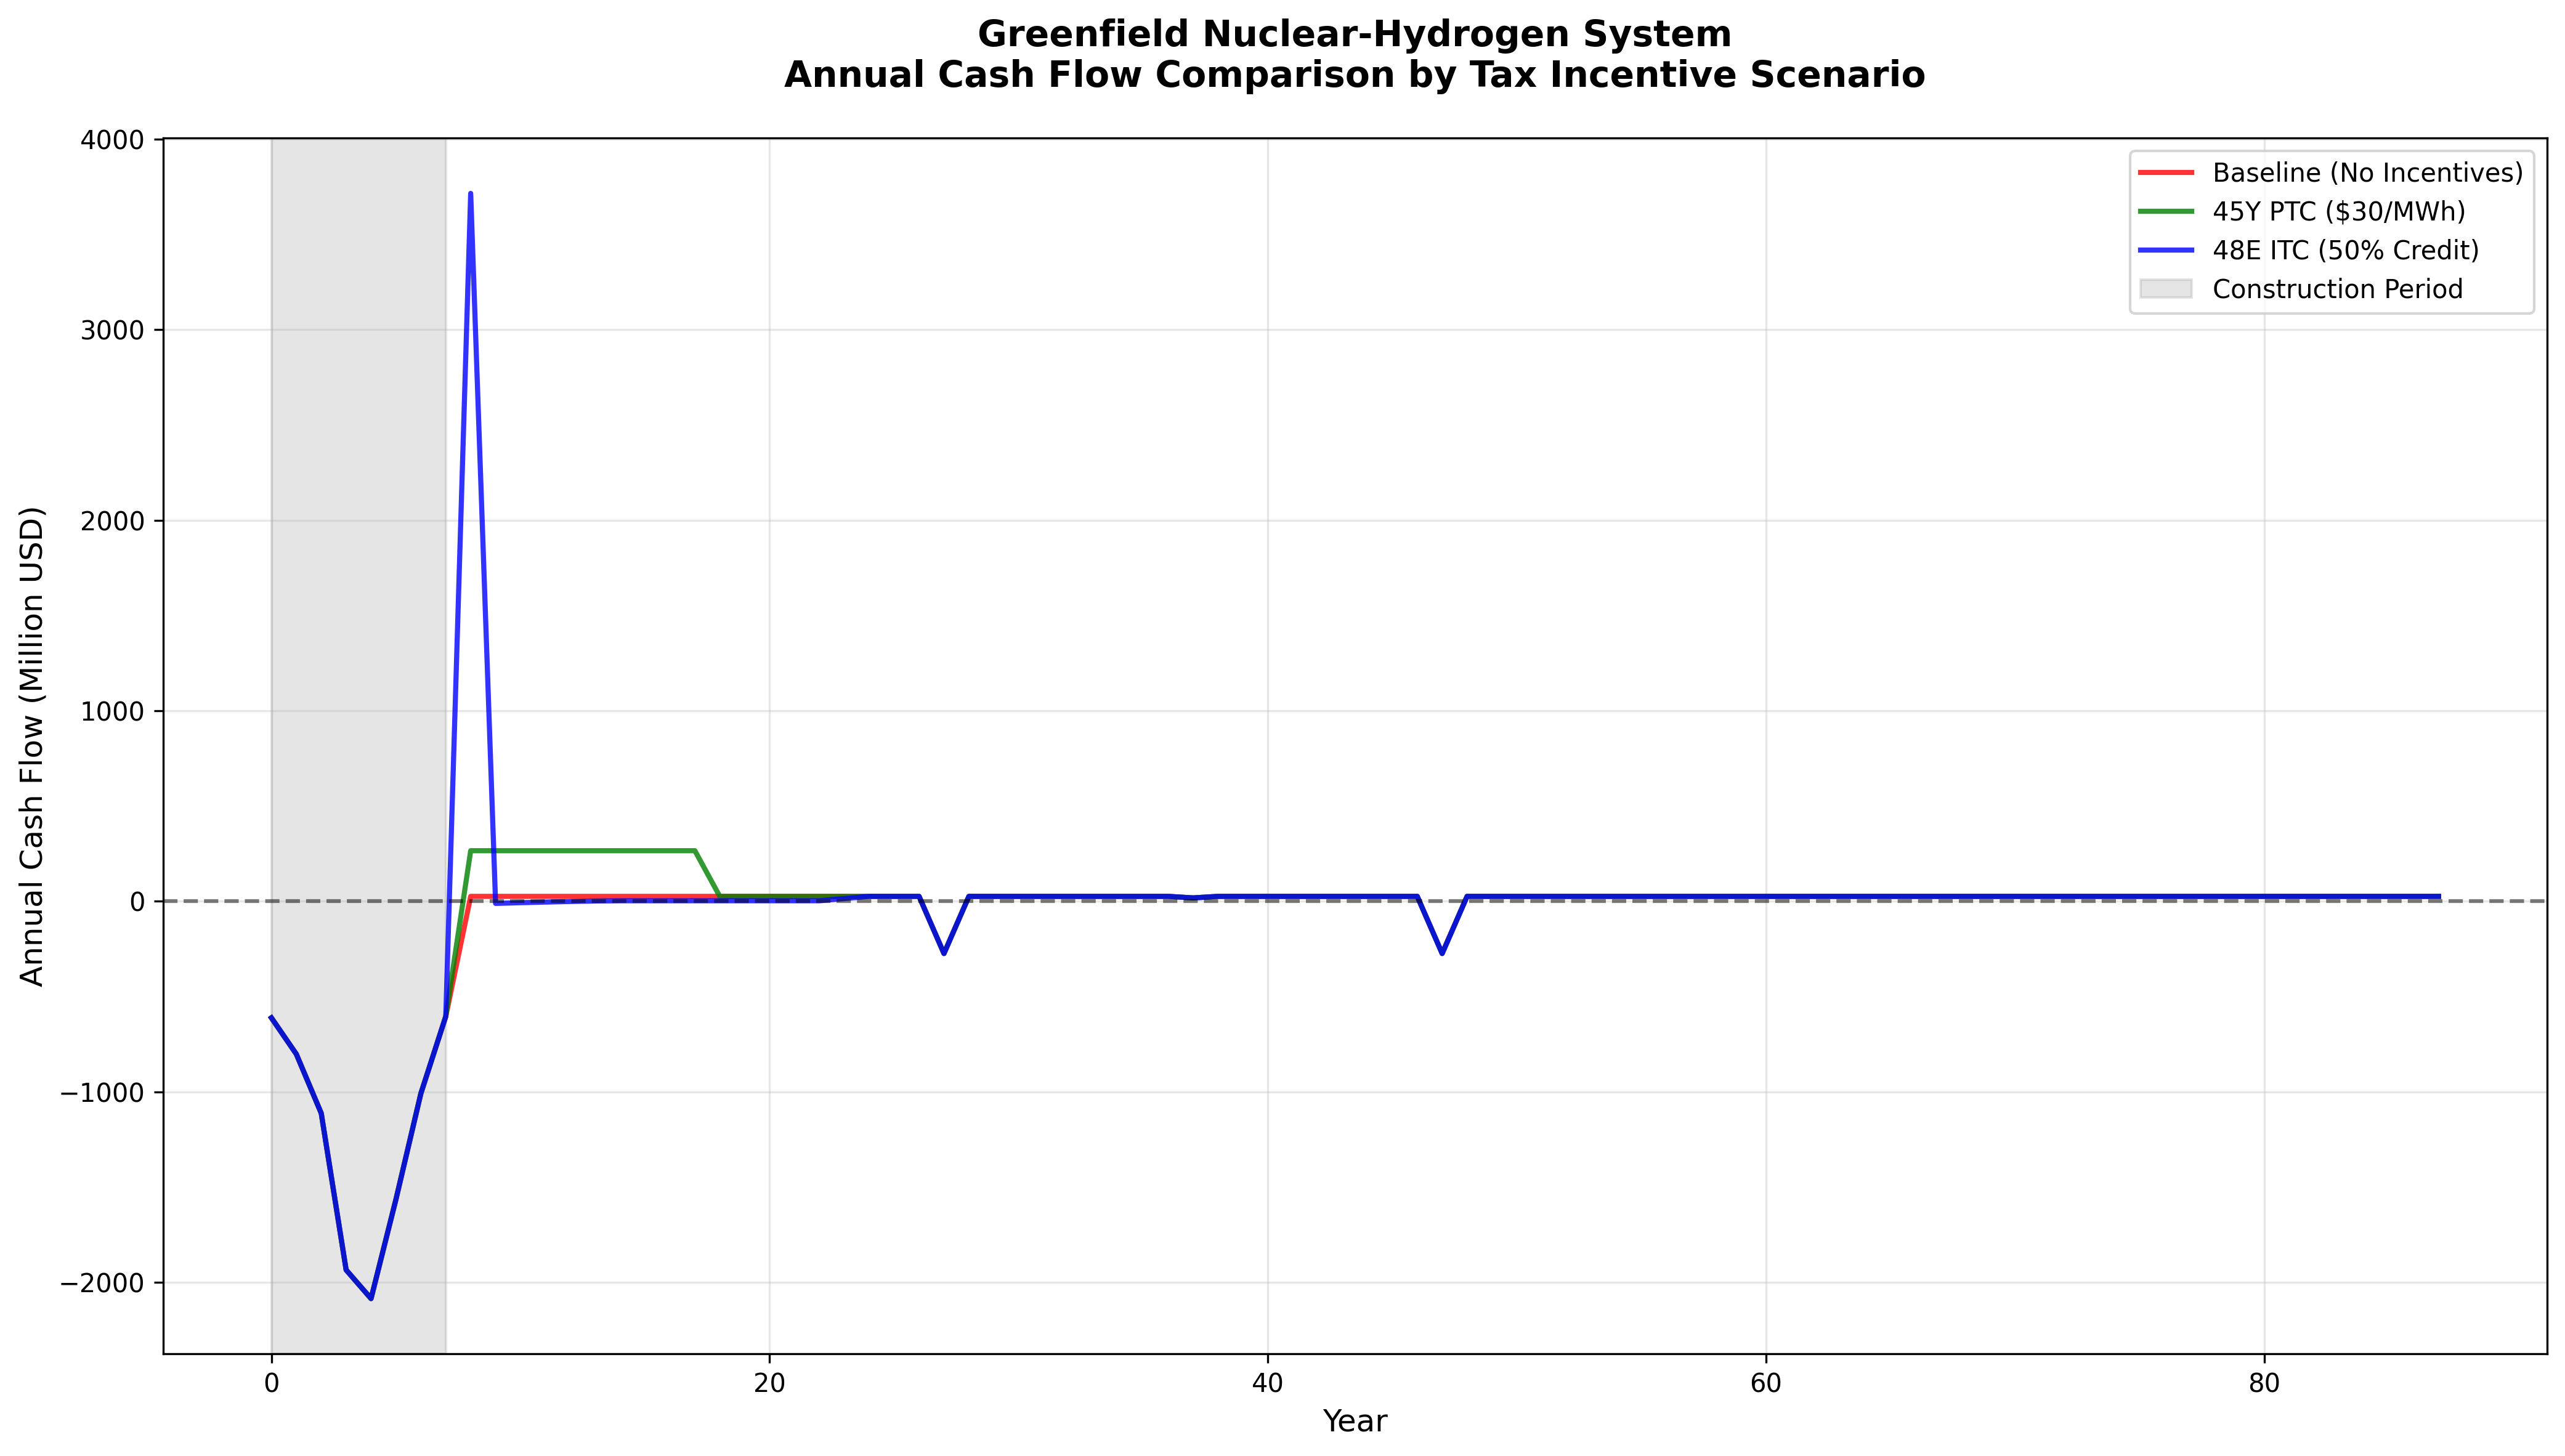 Greenfield Nuclear-Hydrogen System
Annual Cash Flow Comparison by Tax Incentive Scenario
Annual Cash Flow (Million USD)
4000
3000
2000
1000
0
−1000
−2000
Baseline (No Incentives)
45Y PTC ($30/MWh)
48E ITC (50% Credit)
Construction Period
0
20
40
60
80
Year